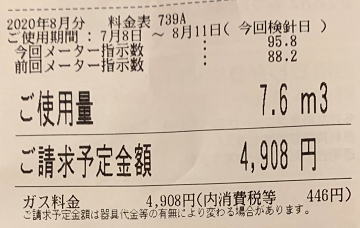 2020年8月分 料金表 739A
ご使用期間: 7月8日 ~ 8月11日(今回検針日)
今回メーター指示数 : 95.8
前回メーター指示数 : 88.2
ご使用量 7.6 m3
ご請求予定金額 4,908 円
ガス料金 4,908円(内消費税等 446円)
ご請求予定金額は器具代金等の有無により変わる場合があります。